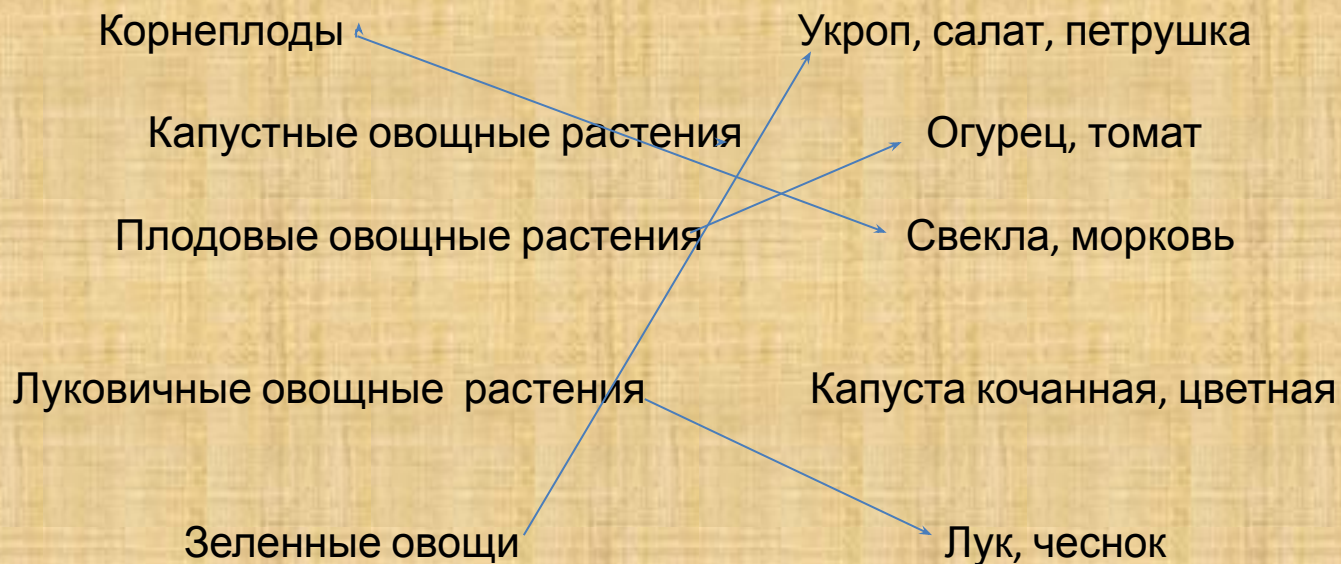 Корнеплоды Укроп, салат, петрушка
Капустные овощные растения Огурец, томат
Плодовые овощные растения Свекла, морковь
Луковичные овощные растения Капуста кочанная, цветная
Зеленные овощи Лук, чеснок